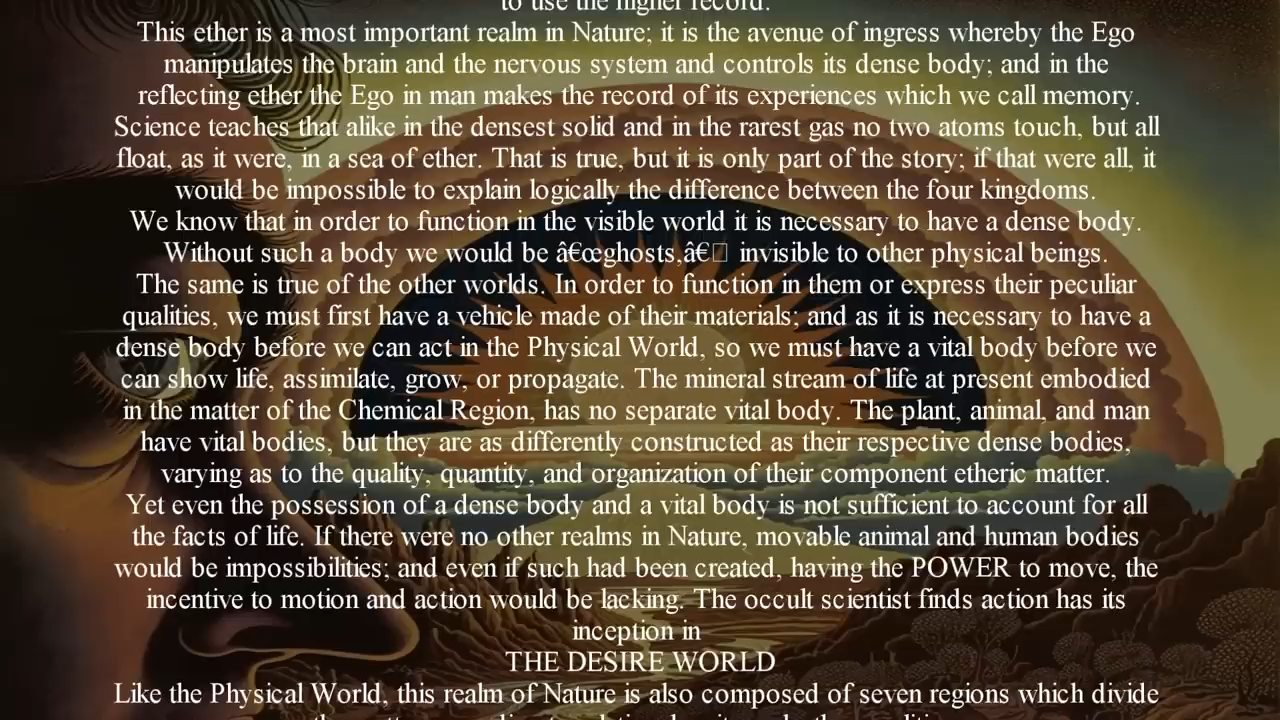 to use the higher record.
This ether is a most important realm in Nature; it is the avenue of ingress whereby the Ego
manipulates the brain and the nervous system and controls its dense body; and in the
reflecting ether the Ego in man makes the record of its experiences which we call memory.
Science teaches that alike in the densest solid and in the rarest gas no two atoms touch, but all
float, as it were, in a sea of ether. That is true, but it is only part of the story; if that were all, it
would be impossible to explain logically the difference between the four kingdoms.
We know that in order to function in the visible world it is necessary to have a dense body.
Without such a body we would be â€œghosts,â€□ invisible to other physical beings.
The same is true of the other worlds. In order to function in them or express their peculiar
qualities, we must first have a vehicle made of their materials; and as it is necessary to have a
dense body before we can act in the Physical World, so we must have a vital body before we
can show life, assimilate, grow, or propagate. The mineral stream of life at present embodied
in the matter of the Chemical Region, has no separate vital body. The plant, animal, and man
have vital bodies, but they are as differently constructed as their respective dense bodies,
varying as to the quality, quantity, and organization of their component etheric matter.
Yet even the possession of a dense body and a vital body is not sufficient to account for all
the facts of life. If there were no other realms in Nature, movable animal and human bodies
would be impossibilities; and even if such had been created, having the POWER to move, the
incentive to motion and action would be lacking. The occult scientist finds action has its
inception in
THE DESIRE WORLD
Like the Physical World, this realm of Nature is also composed of seven regions which divide